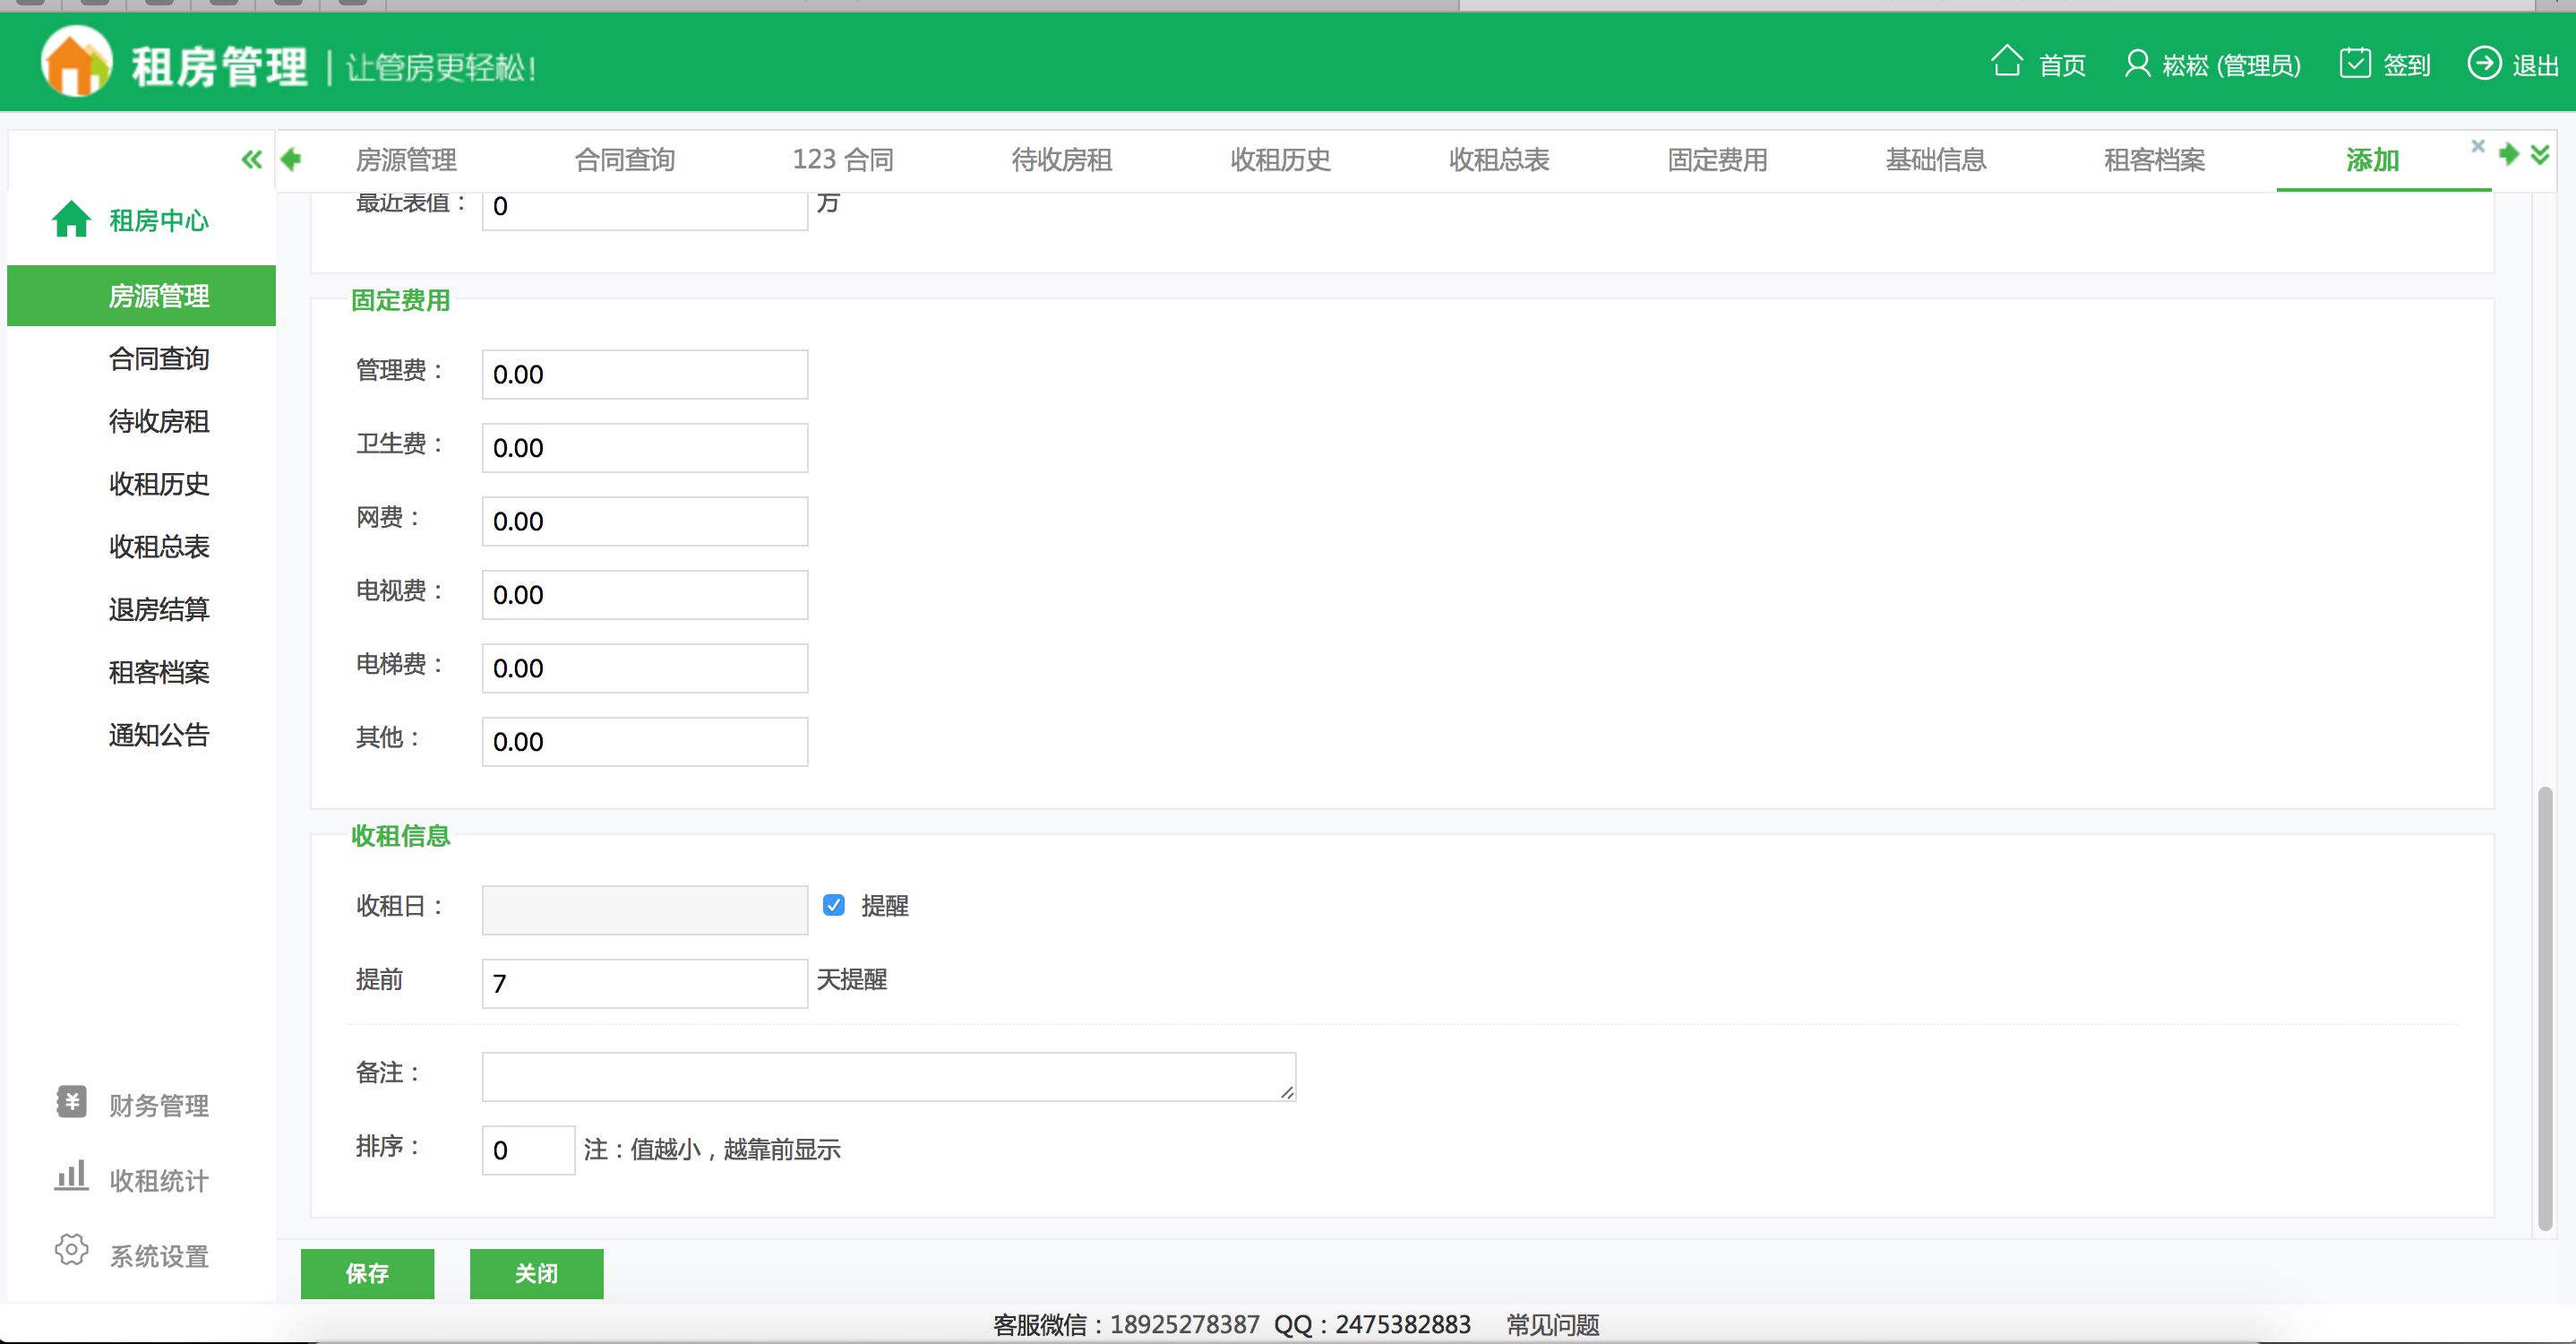 租房管理 | 让管房更轻松!
首页 崧崧 (管理员) 签到 退出
房源管理 合同查询 123 合同 待收房租 收租历史 收租总表 固定费用 基础信息 租客档案 添加
租房中心
房源管理
合同查询
待收房租
收租历史
收租总表
退房结算
租客档案
通知公告
财务管理
收租统计
系统设置
最近表值： 0 方
固定费用
管理费： 0.00
卫生费： 0.00
网费： 0.00
电视费： 0.00
电梯费： 0.00
其他： 0.00
收租信息
收租日： 提醒
提前 7 天提醒
备注：
排序： 0 注：值越小，越靠前显示
保存 关闭
客服微信：18925278387 QQ：2475382883 常见问题